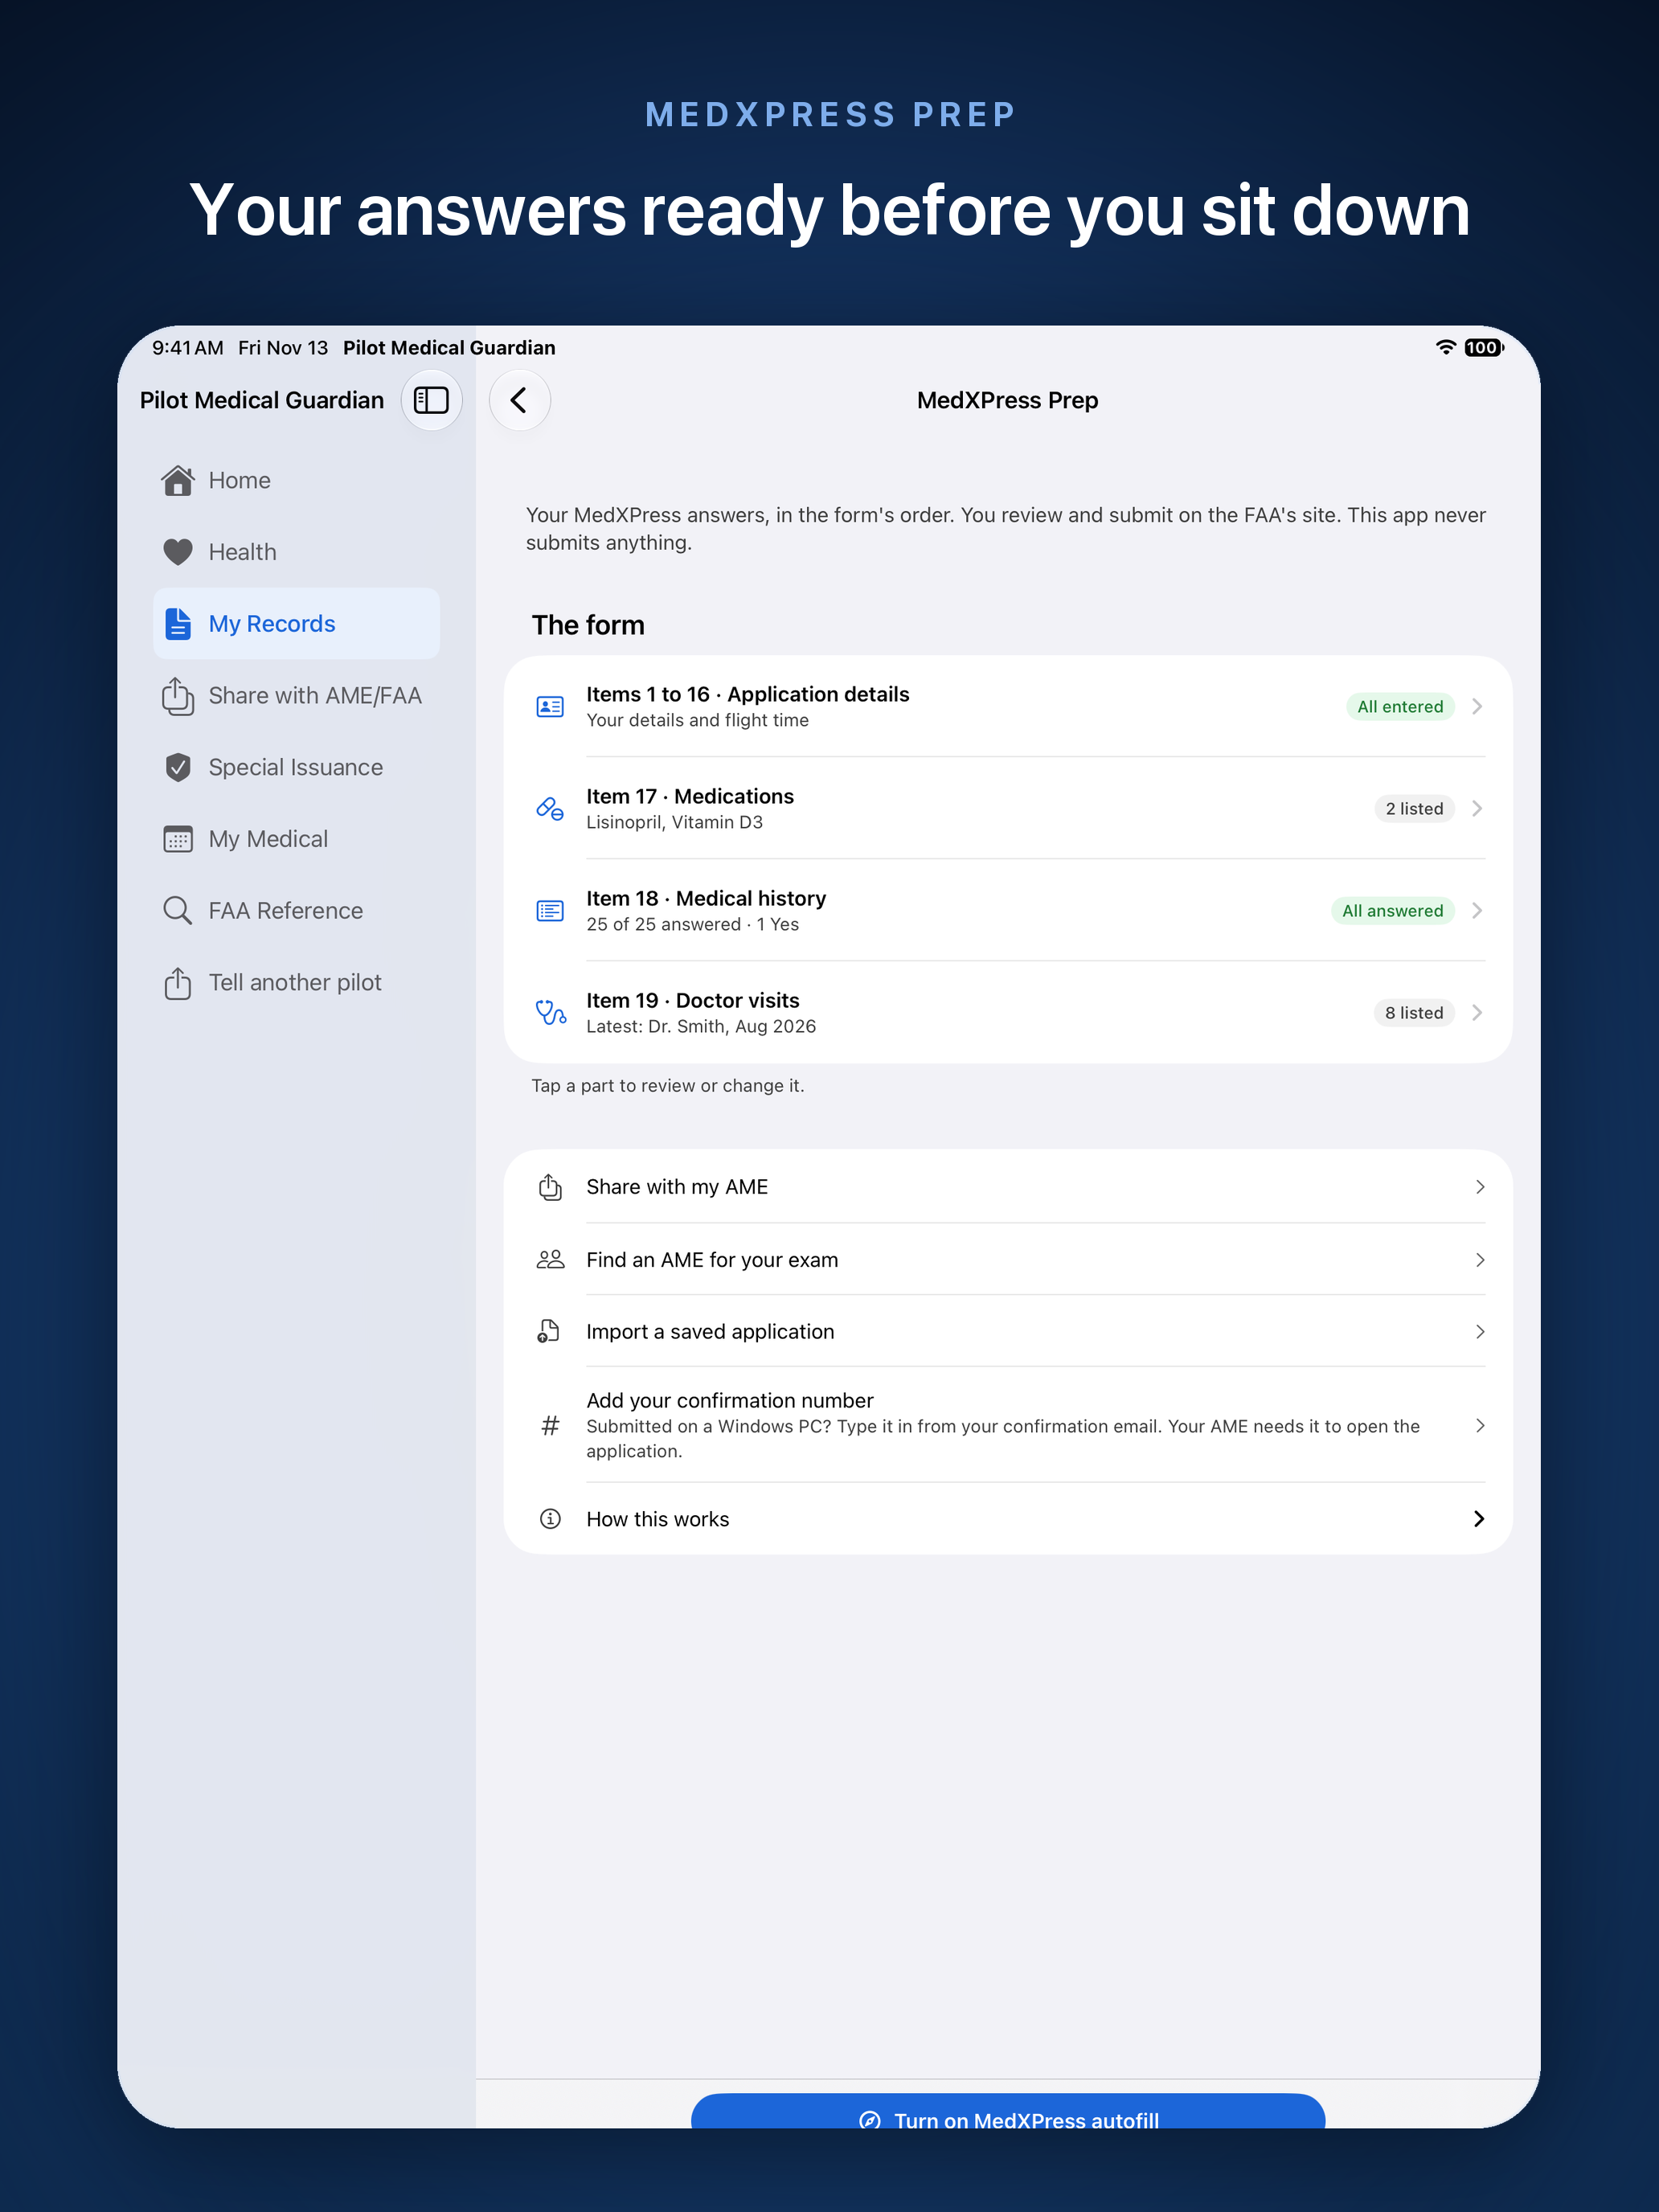 MEDXPRESS PREP
Your answers ready before you sit down
9:41 AM Fri Nov 13 Pilot Medical Guardian
100
Pilot Medical Guardian
MedXPress Prep
Home
Health
My Records
Share with AME/FAA
Special Issuance
My Medical
FAA Reference
Tell another pilot
Your MedXPress answers, in the form's order. You review and submit on the FAA's site. This app never
submits anything.
The form
Items 1 to 16 · Application details
Your details and flight time
All entered
Item 17 · Medications
Lisinopril, Vitamin D3
2 listed
Item 18 · Medical history
25 of 25 answered · 1 Yes
All answered
Item 19 · Doctor visits
Latest: Dr. Smith, Aug 2026
8 listed
Tap a part to review or change it.
Share with my AME
Find an AME for your exam
Import a saved application
# Add your confirmation number
Submitted on a Windows PC? Type it in from your confirmation email. Your AME needs it to open the
application.
How this works
Turn on MedXPress autofill